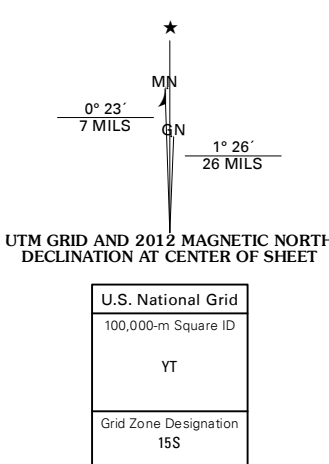 ★
MN
0° 23´
7 MILS
GN
1° 26´
26 MILS
UTM GRID AND 2012 MAGNETIC NORTH
DECLINATION AT CENTER OF SHEET
U.S. National Grid
100,000-m Square ID
YT
Grid Zone Designation
15S